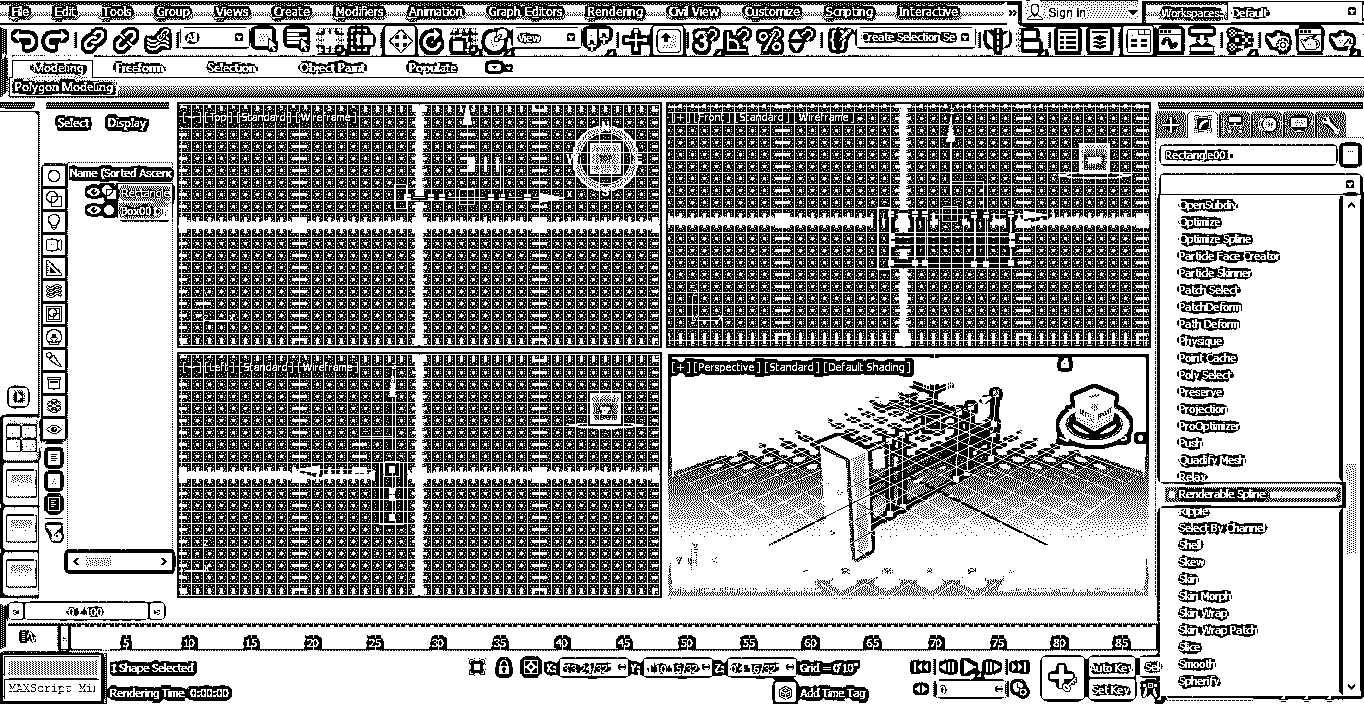 File Edit Tools Group Views Create Modifiers Animation Graph Editors Rendering Civil View Customize Scripting Interactive » Sign In Workspaces: Default
All View Create Selection Se
Modeling Freeform Selection Object Paint Populate
Polygon Modeling
Select Display
Name (Sorted Ascen
Rectangle
Box001
[Top] [Standard] [Wireframe]
[+] [Front] [Standard] [Wireframe]
[Left] [Standard] [Wireframe]
[+] [Perspective] [Standard] [Default Shading]
Rectangle001
OpenSubdiv
Optimize
Optimize Spline
Particle Face Creator
Particle Skinner
Patch Select
PatchDeform
Path Deform
Physique
Point Cache
Poly Select
Preserve
Projection
ProOptimizer
Push
Quadify Mesh
Relax
Renderable Spline
Ripple
Select By Channel
Shell
Skew
Skin
Skin Morph
Skin Wrap
Skin Wrap Patch
Slice
Smooth
Spherify
0 / 100
5 10 15 20 25 30 35 40 45 50 55 60 65 70 75 80 85
1 Shape Selected
X: Y: Z: Grid = 0'10"
Auto Key Sel
MAXScript Mi
Rendering Time 0:00:00
Add Time Tag
0
Set Key